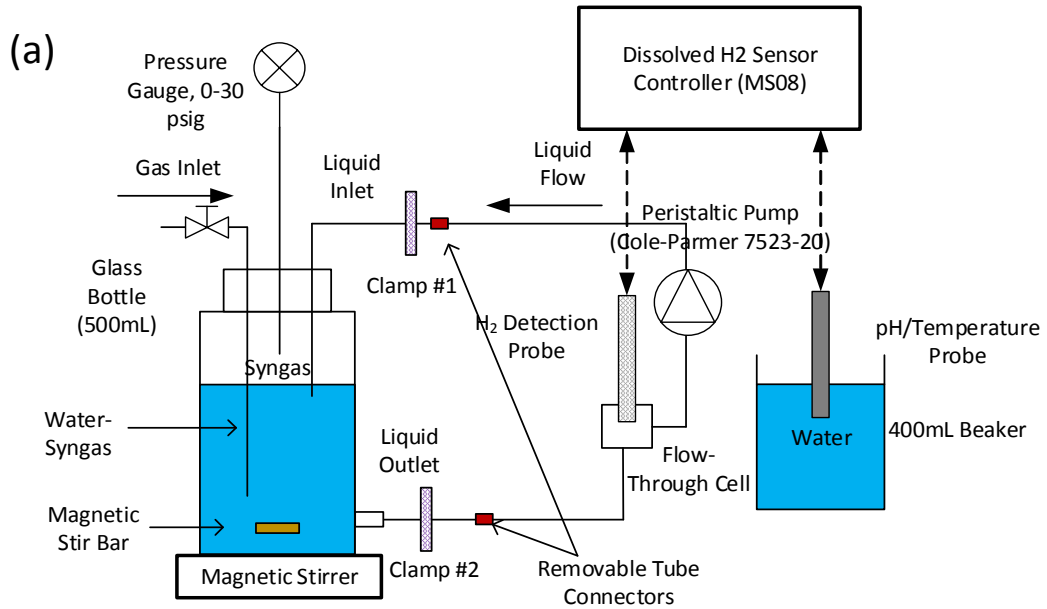 (a)
Pressure
Gauge, 0-30
psig
Dissolved H2 Sensor
Controller (MS08)
Gas Inlet
Liquid
Inlet
Liquid
Flow
Peristaltic Pump
(Cole-Parmer 7523-20)
Glass
Bottle
(500mL)
Clamp #1
H₂ Detection
Probe
pH/Temperature
Probe
Syngas
Water-
Syngas
Liquid
Outlet
Water
400mL Beaker
Flow-
Through Cell
Magnetic
Stir Bar
Magnetic Stirrer
Clamp #2
Removable Tube
Connectors